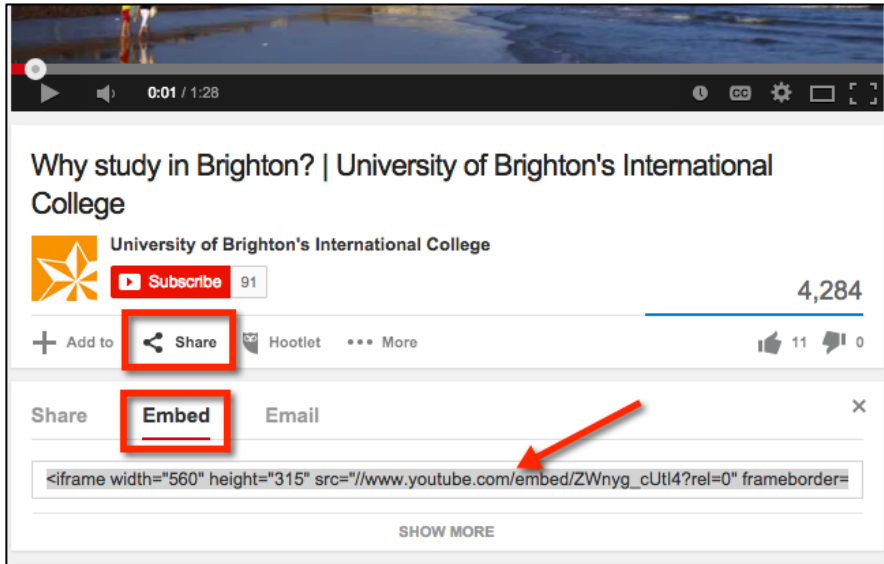 0:01 / 1:28
CC
Why study in Brighton? | University of Brighton's International
College
University of Brighton's International College
Subscribe 91
4,284
Add to Share Hootlet ••• More 11 0
Share Embed Email ×
<iframe width="560" height="315" src="//www.youtube.com/embed/ZWnyg_cUtI4?rel=0" frameborder=
SHOW MORE